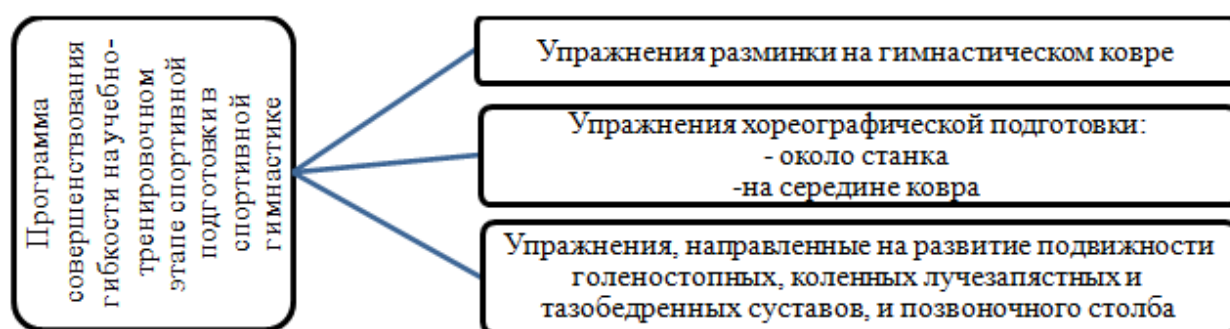 Программа
совершенствования
гибкости на учебно-
тренировочном
этапе спортивной
подготовки в
спортивной
гимнастике
Упражнения разминки на гимнастическом ковре
Упражнения хореографической подготовки:
- около станка
-на середине ковра
Упражнения, направленные на развитие подвижности
голеностопных, коленных лучезапястных и
тазобедренных суставов, и позвоночного столба